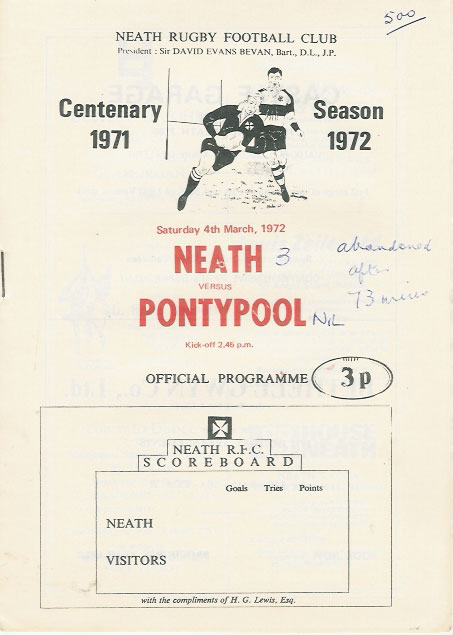 500
NEATH RUGBY FOOTBALL CLUB
President : Sir DAVID EVANS BEVAN, Bart., D.L., J.P.
Centenary Season
1971 1972
Saturday 4th March, 1972
NEATH 3
VERSUS
PONTYPOOL NIL
abandoned
after
73 mins
Kick-off 2.45 p.m.
OFFICIAL PROGRAMME 3p
NEATH R.F.C.
SCOREBOARD
Goals Tries Points
NEATH
VISITORS
with the compliments of H. G. Lewis, Esq.